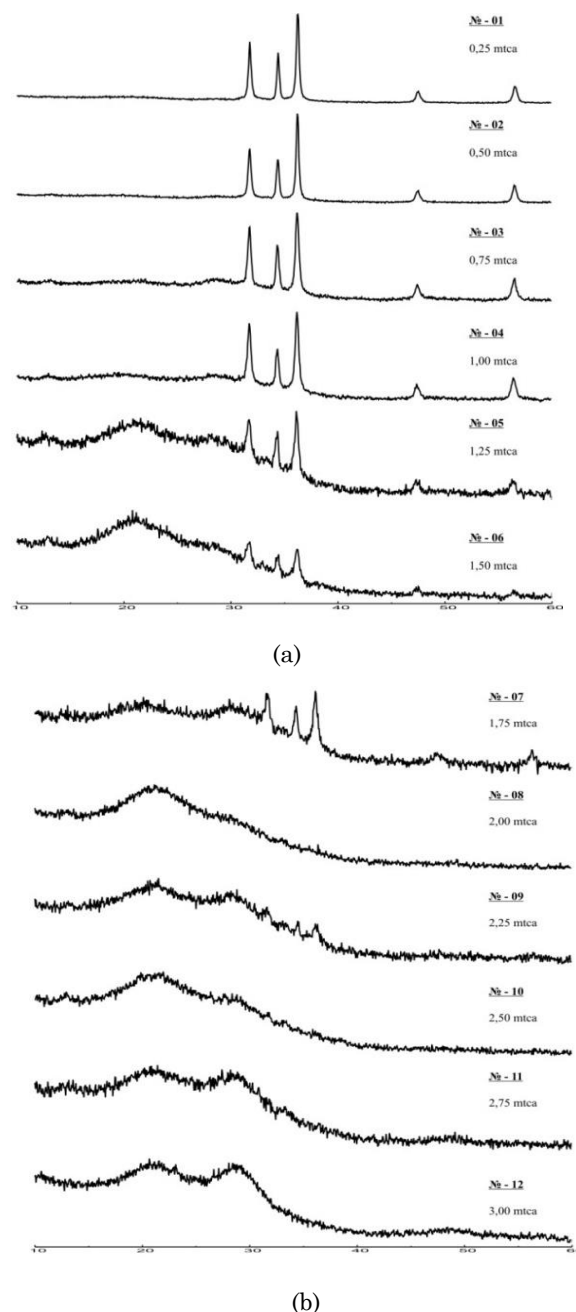 № - 01
0,25 mtca
№ - 02
0,50 mtca
№ - 03
0,75 mtca
№ - 04
1,00 mtca
№ - 05
1,25 mtca
№ - 06
1,50 mtca
10 20 30 40 50 60
(a)
№ - 07
1,75 mtca
№ - 08
2,00 mtca
№ - 09
2,25 mtca
№ - 10
2,50 mtca
№ - 11
2,75 mtca
№ - 12
3,00 mtca
10 20 30 40 50 6
(b)